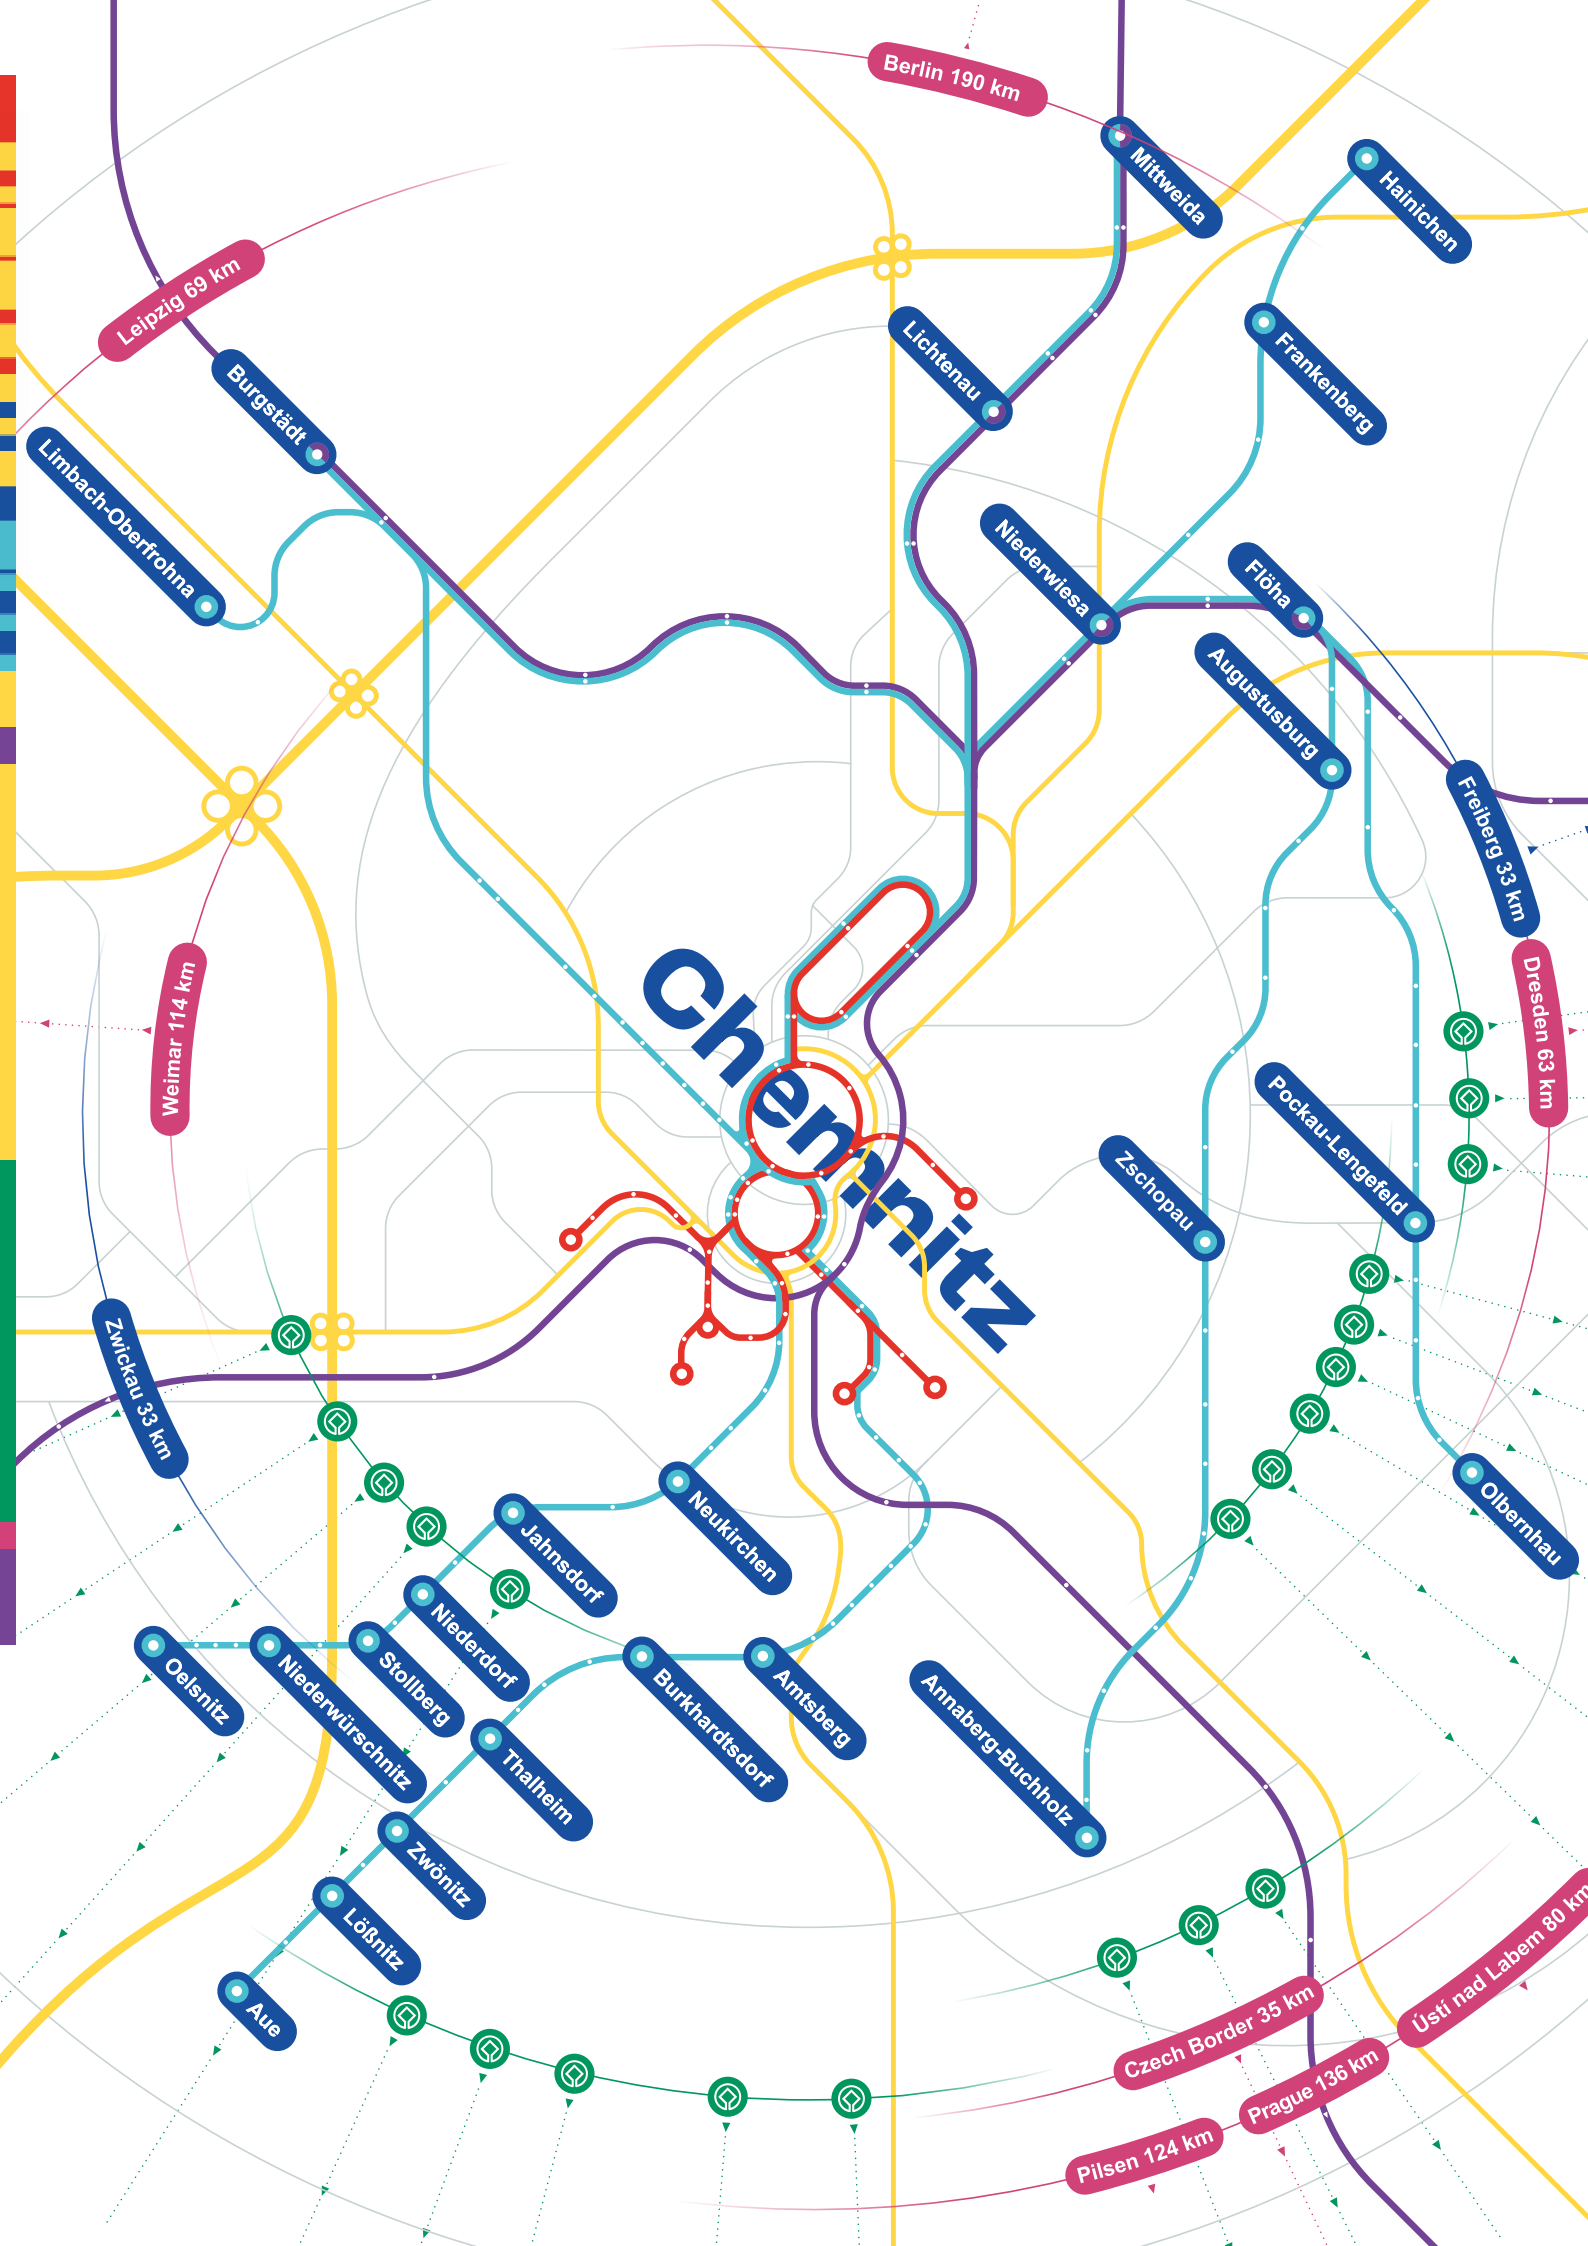 Berlin 190 km
Mittweida
Hainichen
Leipzig 69 km
Lichtenau
Frankenberg
Burgstädt
Limbach-Oberfrohna
Niederwiesa
Flöha
Augustusburg
Freiberg 33 km
Weimar 114 km
Chemnitz
Dresden 63 km
Pockau-Lengefeld
Zschopau
Zwickau 33 km
Neukirchen
Jahnsdorf
Olbernhau
Niederdorf
Stollberg
Niederwürschnitz
Oelsnitz
Burkhardtsdorf
Amtsberg
Annaberg-Buchholz
Thalheim
Zwönitz
Lößnitz
Aue
Czech Border 35 km
Ústí nad Labem 80 km
Prague 136 km
Pilsen 124 km